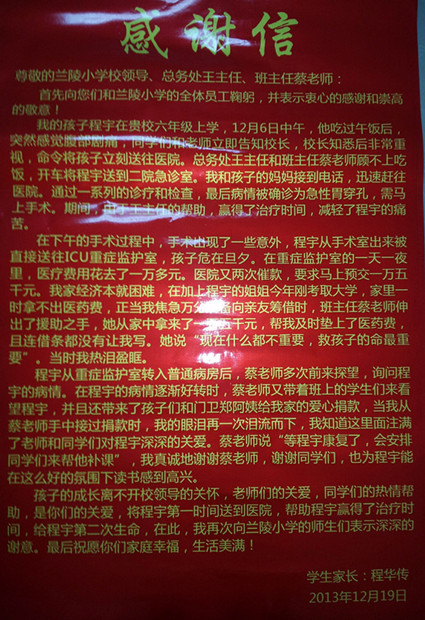 感谢信
尊敬的兰陵小学校领导、总务处王主任、班主任蔡老师：
首先向您们和兰陵小学的全体员工鞠躬，并表示衷心的感谢和崇高
的敬意！
我的孩子程宇在贵校六年级上学，12月6日中午，他吃过午饭后，
突然感觉腹部剧痛，同学们和老师立即告知校长，校长知悉后非常重
视，命令将孩子立刻送往医院。总务处王主任和班主任蔡老师顾不上吃
饭，开车将程宇送到二院急诊室。我和孩子的妈妈接到电话，迅速赶往
医院。通过一系列的诊疗和检查，最后病情被确诊为急性胃穿孔，需马
上手术。期间，由于王主任的帮助，赢得了治疗时间，减轻了程宇的痛
苦。
在下午的手术过程中，手术出现了一些意外，程宇从手术室出来被
直接送往ICU重症监护室，孩子危在旦夕。在重症监护室的一天一夜
里，医疗费用花去了一万多元。医院又两次催款，要求马上预交一万五
千元。我家经济本就困难，在加上程宇的姐姐今年刚考取大学，家里一
时拿不出医药费，正当我焦急万分 备向亲友筹借时，班主任蔡老师伸
出了援助之手，她从家中拿来了一 五千元，帮我及时垫上了医药费，
且连借条都没有让我写。她说“现在什么都不重要，救孩子的命最重
要”。当时我热泪盈眶。
程宇从重症监护室转入普通病房后，蔡老师多次前来探望，询问程
宇的病情。在程宇的病情逐渐好转时，蔡老师又带着班上的学生们来看
望程宇，并且还带来了孩子们和门卫郑阿姨给我家的爱心捐款，当我从
蔡老师手中接过捐款时，我的眼泪再一次泪流而下，我知道这里面注满
了老师和同学们对程宇深深的关爱。蔡老师说“等程宇康复了，会安排
同学们来帮他补课”，我真诚地谢谢蔡老师，谢谢同学们，也为程宇能
在这么好的氛围下读书感到高兴。
孩子的成长离不开校领导的关怀，老师们的关爱，同学们的热情帮
助，是你们的关爱，将程宇第一时间送到医院，帮助程宇赢得了治疗时
间，给程宇第二次生命，在此，我再次向兰陵小学的师生们表示深深的
谢意。最后祝愿你们家庭幸福，生活美满！
学生家长：程华传
2013年12月19日